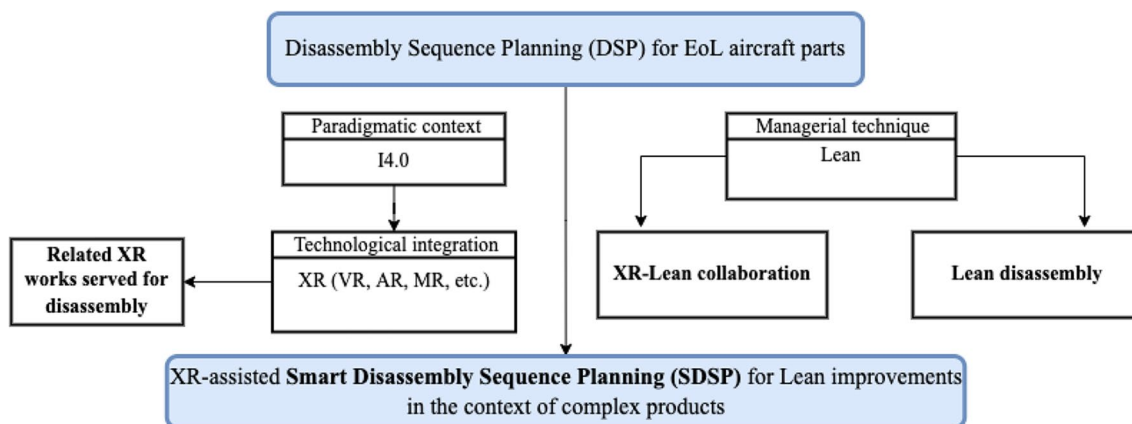 Disassembly Sequence Planning (DSP) for EoL aircraft parts
Paradigmatic context
I4.0
Managerial technique
Lean
Technological integration
XR (VR, AR, MR, etc.)
Related XR
works served for
disassembly
XR-Lean collaboration
Lean disassembly
XR-assisted Smart Disassembly Sequence Planning (SDSP) for Lean improvements
in the context of complex products